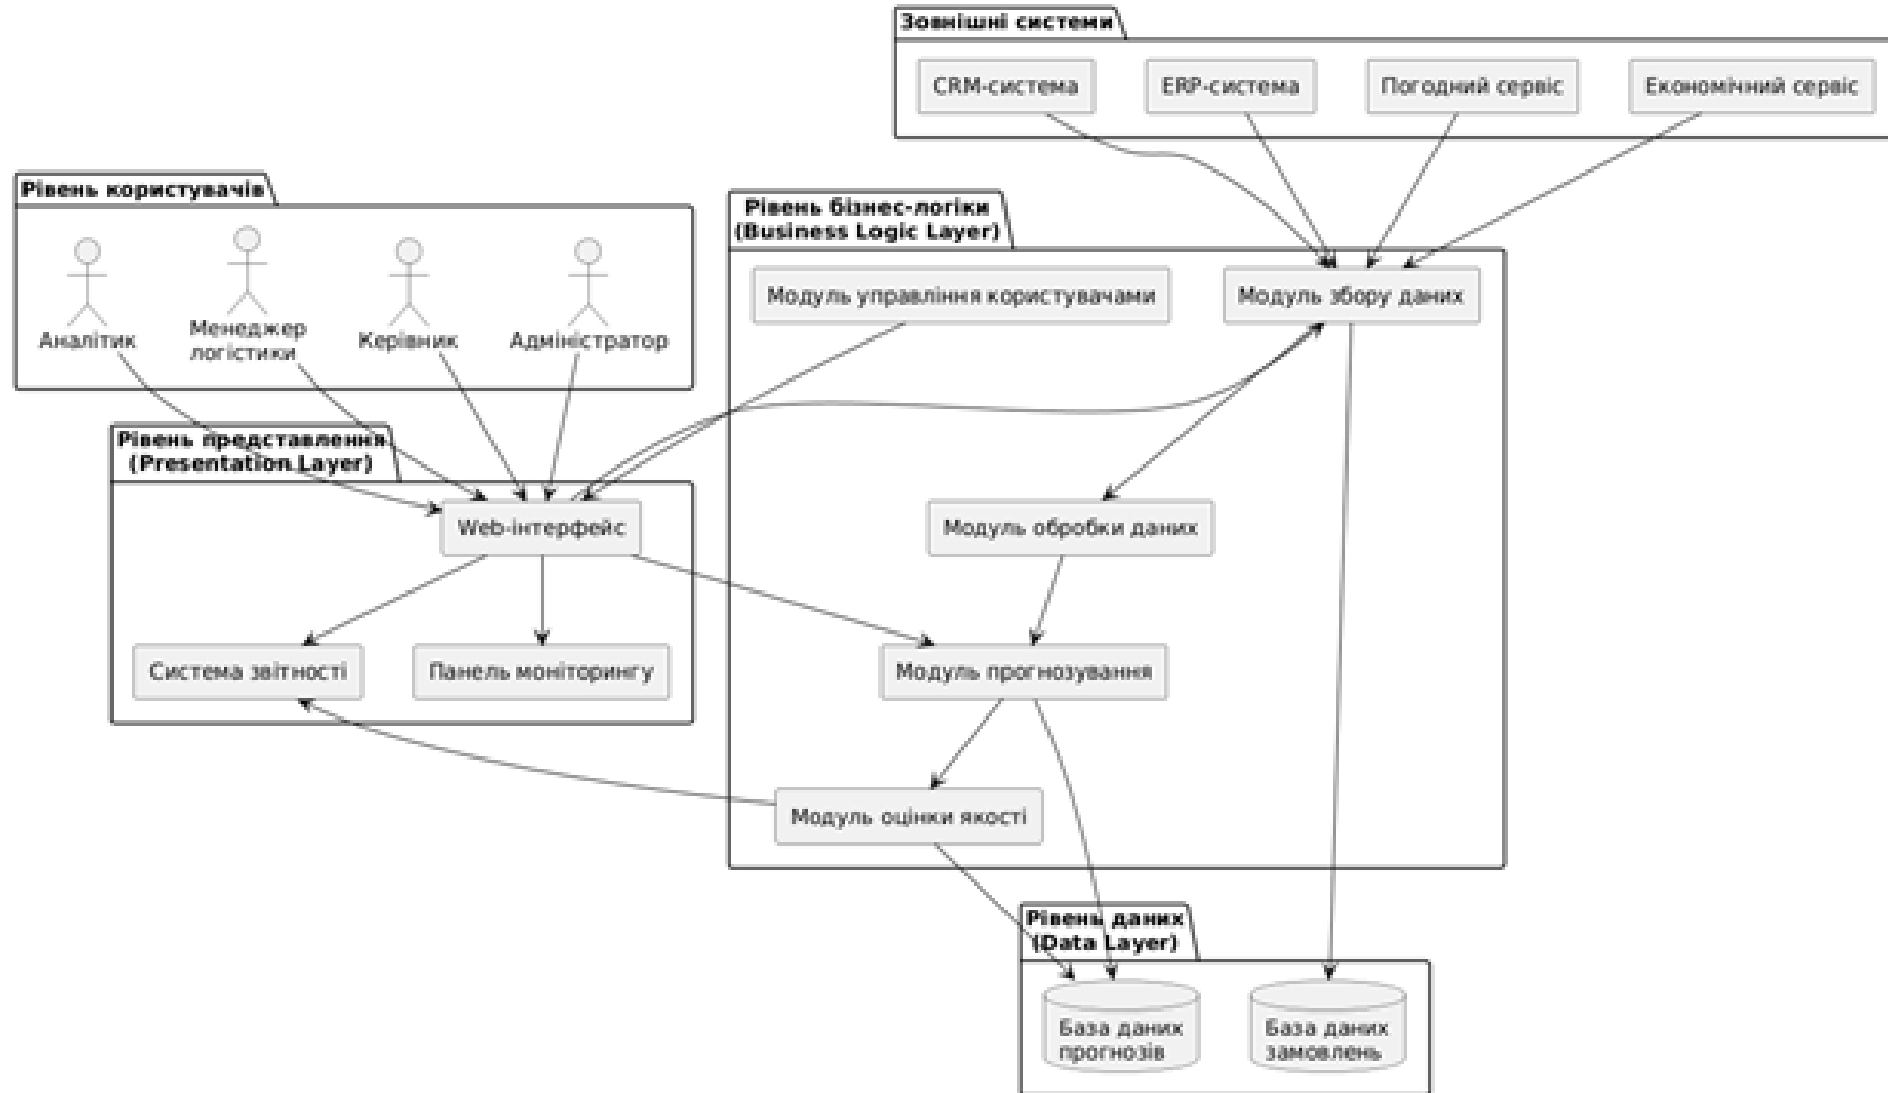 Зовнішні системи
CRM-система
ERP-система
Погодний сервіс
Економічний сервіс
Рівень користувачів
Аналітик
Менеджер
логістики
Керівник
Адміністратор
Рівень бізнес-логіки
(Business Logic Layer)
Модуль управління користувачами
Модуль збору даних
Рівень представлення
(Presentation Layer)
Web-інтерфейс
Модуль обробки даних
Система звітності
Панель моніторингу
Модуль прогнозування
Модуль оцінки якості
Рівень даних
(Data Layer)
База даних
прогнозів
База даних
замовлень